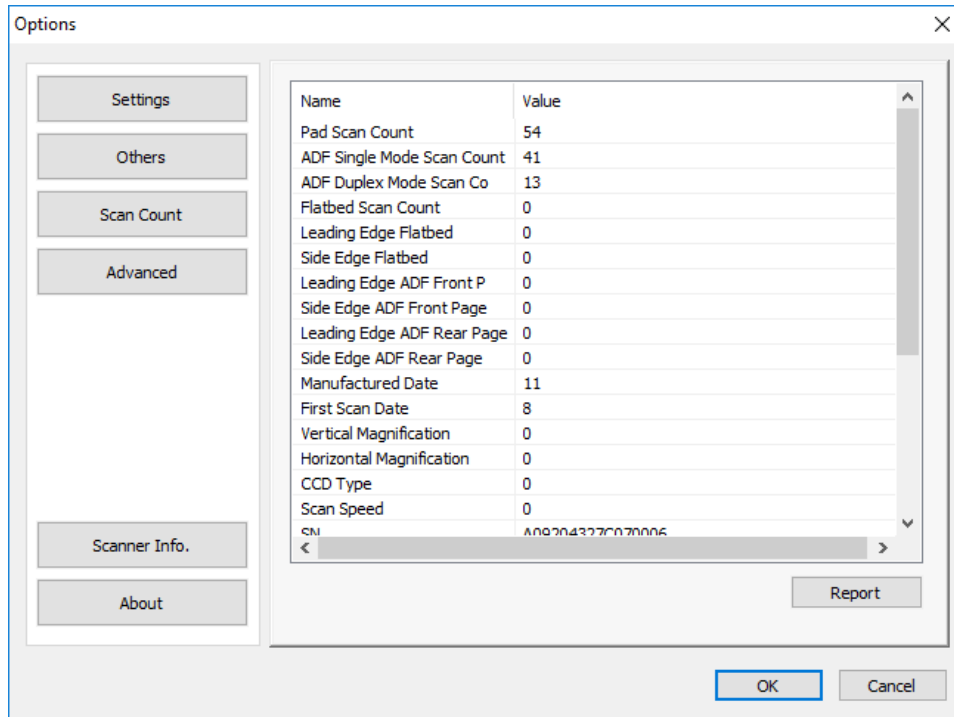 Options
Settings
Others
Scan Count
Advanced
Scanner Info.
About
Name Value
Pad Scan Count 54
ADF Single Mode Scan Count 41
ADF Duplex Mode Scan Co 13
Flatbed Scan Count 0
Leading Edge Flatbed 0
Side Edge Flatbed 0
Leading Edge ADF Front P 0
Side Edge ADF Front Page 0
Leading Edge ADF Rear Page 0
Side Edge ADF Rear Page 0
Manufactured Date 11
First Scan Date 8
Vertical Magnification 0
Horizontal Magnification 0
CCD Type 0
Scan Speed 0
SN A09204327C070006
Report
OK Cancel